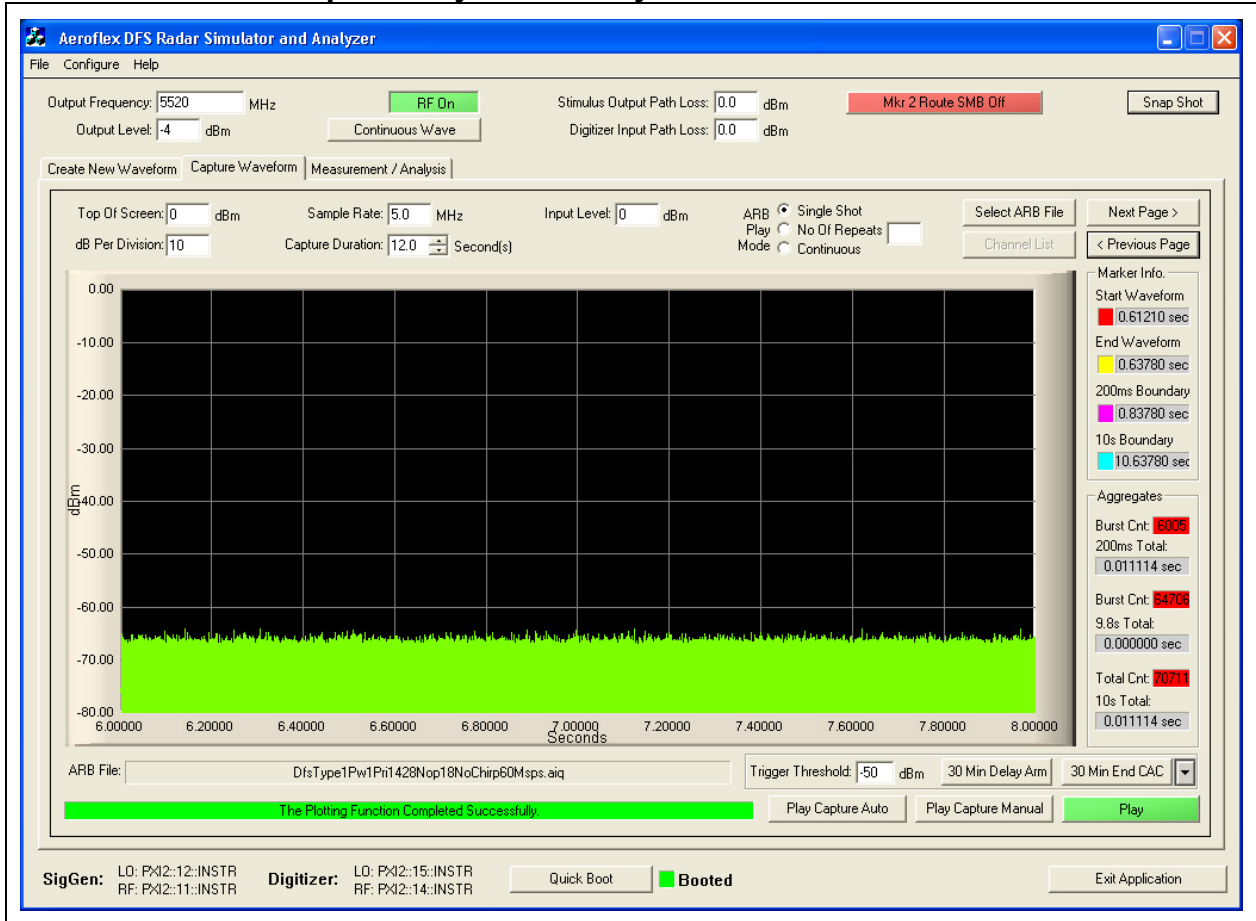 Aeroflex DFS Radar Simulator and Analyzer
File Configure Help
Output Frequency: 5520 MHz
RF On
Stimulus Output Path Loss: 0.0 dBm
Mkr 2 Route SMB Off
Snap Shot
Output Level: -4 dBm
Continuous Wave
Digitizer Input Path Loss: 0.0 dBm
Create New Waveform Capture Waveform Measurement / Analysis
Top Of Screen: 0 dBm
Sample Rate: 5.0 MHz
Input Level: 0 dBm
ARB Play Mode
Single Shot
No Of Repeats
Continuous
Select ARB File
Next Page >
dB Per Division: 10
Capture Duration: 12.0 Second(s)
Channel List
< Previous Page
0.00
-10.00
-20.00
-30.00
-40.00
-50.00
-60.00
-70.00
-80.00
dBm
6.00000 6.20000 6.40000 6.60000 6.80000 7.00000 7.20000 7.40000 7.60000 7.80000 8.00000
Seconds
Marker Info.
Start Waveform
0.61210 sec
End Waveform
0.63780 sec
200ms Boundary
0.83780 sec
10s Boundary
10.63780 sec
Aggregates
Burst Cnt: 6005
200ms Total:
0.011114 sec
Burst Cnt: 64706
9.8s Total:
0.000000 sec
Total Cnt: 70711
10s Total:
0.011114 sec
ARB File: DfsType1Pw1Pri1428Nop18NoChirp60Msps.aiq
Trigger Threshold: -50 dBm
30 Min Delay Arm
30 Min End CAC
The Plotting Function Completed Successfully.
Play Capture Auto
Play Capture Manual
Play
SigGen: LO: PXI2::12::INSTR
RF: PXI2::11::INSTR
Digitizer: LO: PXI2::15::INSTR
RF: PXI2::14::INSTR
Quick Boot
Booted
Exit Application